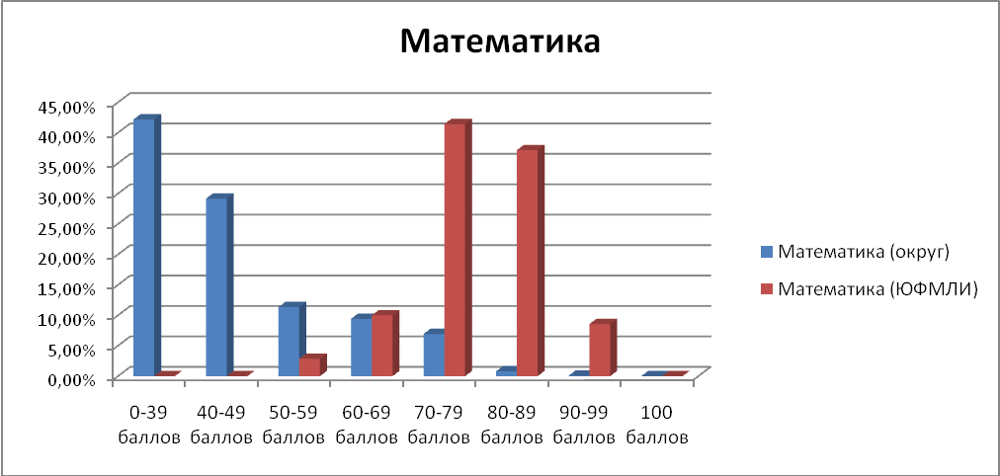 Математика
45,00%
40,00%
35,00%
30,00%
25,00%
20,00%
15,00%
10,00%
5,00%
0,00%
0-39 40-49 50-59 60-69 70-79 80-89 90-99 100
баллов баллов баллов баллов баллов баллов баллов баллов
Математика (округ)
Математика (ЮФМЛИ)